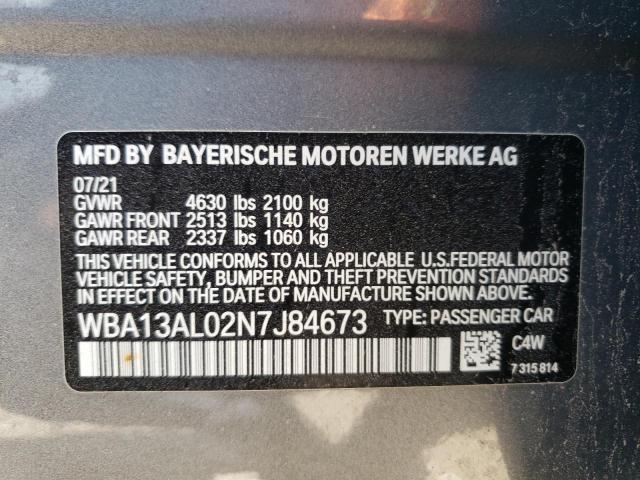 MFD BY BAYERISCHE MOTOREN WERKE AG
07/21
GVWR 4630 lbs 2100 kg
GAWR FRONT 2513 lbs 1140 kg
GAWR REAR 2337 lbs 1060 kg
THIS VEHICLE CONFORMS TO ALL APPLICABLE U.S.FEDERAL MOTOR
VEHICLE SAFETY, BUMPER AND THEFT PREVENTION STANDARDS
IN EFFECT ON THE DATE OF MANUFACTURE SHOWN ABOVE.
WBA13AL02N7J84673 TYPE: PASSENGER CAR
C4W
7 315 814